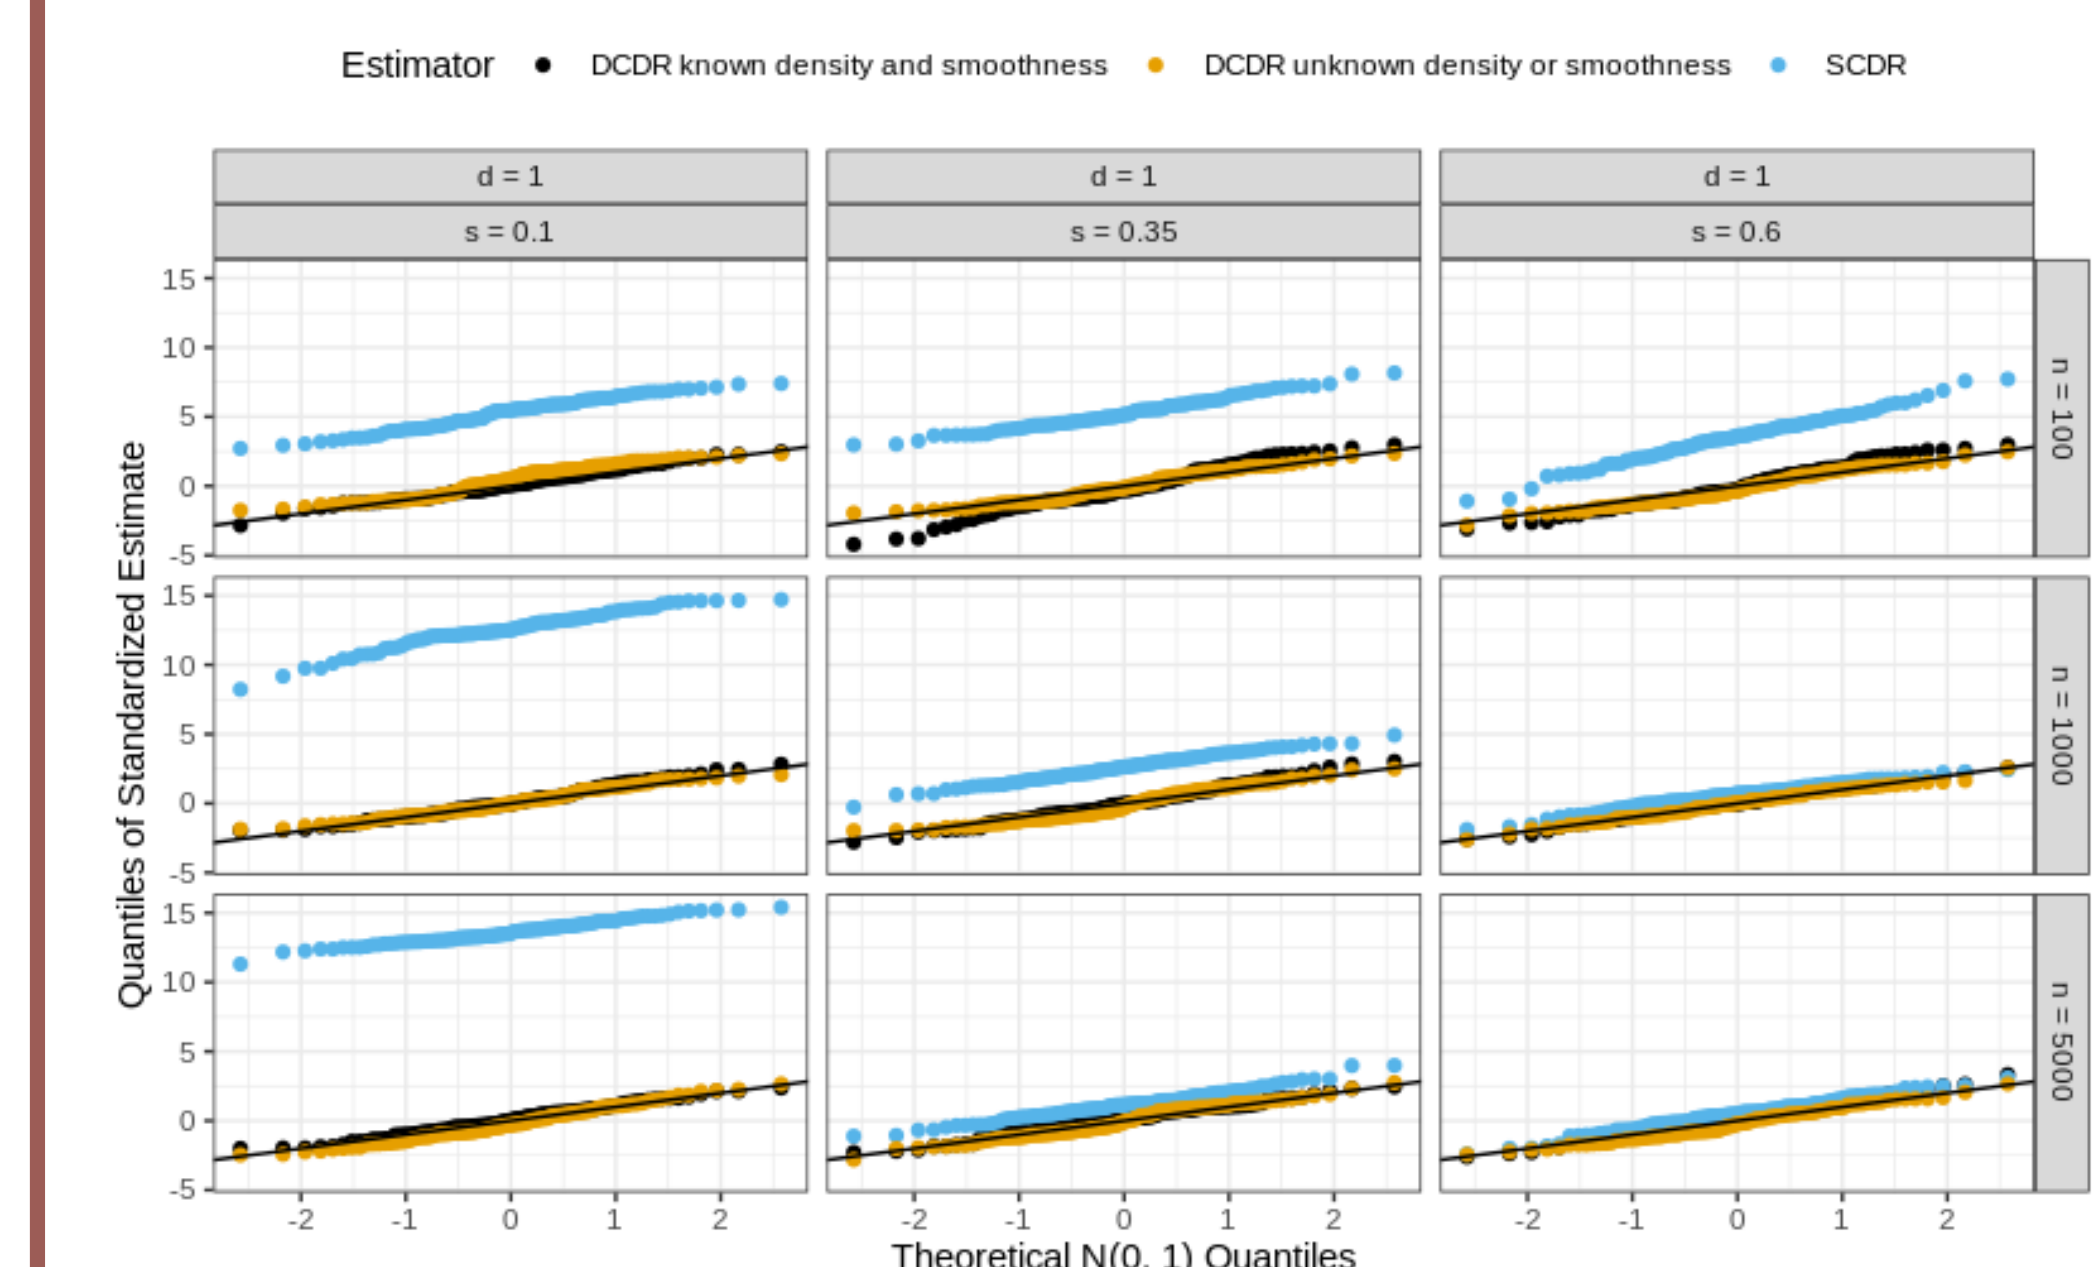 Estimator DCDR known density and smoothness DCDR unknown density or smoothness SCDR
d = 1 d = 1 d = 1
s = 0.1 s = 0.35 s = 0.6
Quantiles of Standardized Estimate
15
10
5
0
-5
n = 100
15
10
5
0
-5
n = 1000
15
10
5
0
-5
n = 5000
-2 -1 0 1 2 -2 -1 0 1 2 -2 -1 0 1 2
Theoretical N(0, 1) Quantiles